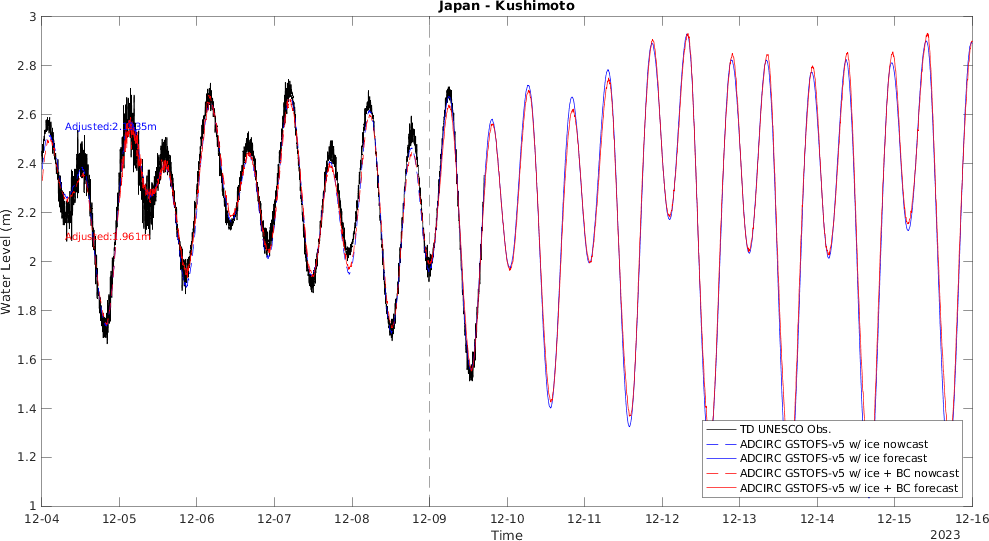 Japan - Kushimoto
3
2.8
2.6
2.4
2.2
2
1.8
1.6
1.4
1.2
1
Water Level (m)
Adjusted:1.961m
TD UNESCO Obs.
ADCIRC GSTOFS-v5 w/ ice nowcast
ADCIRC GSTOFS-v5 w/ ice forecast
ADCIRC GSTOFS-v5 w/ ice + BC nowcast
ADCIRC GSTOFS-v5 w/ ice + BC forecast
12-04 12-05 12-06 12-07 12-08 12-09 12-10 12-11 12-12 12-13 12-14 12-15 12-16
Time
2023